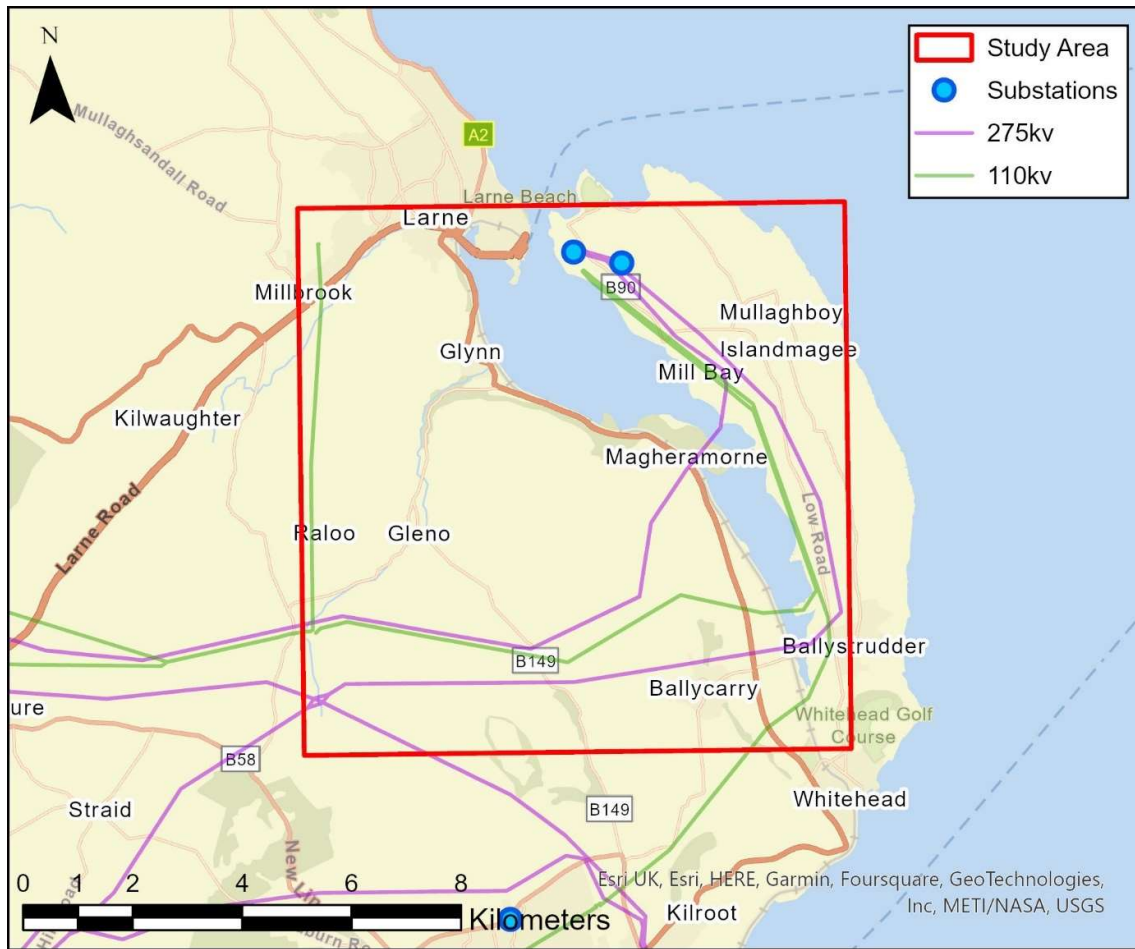 N
Study Area
Substations
275kv
110kv
Mullaghsandall Road
A2
Larne Beach
Larne
Millbrook
B90
Mullaghboy
Glynn
Islandmagee
Mill Bay
Kilwaughter
Magheramorne
Larne Road
Low Road
Raloo
Gleno
Ballystrudder
B149
Ballycarry
ure
Whitehead Golf
Course
B58
Straid
B149
Whitehead
New Lin
0 1 2 4 6 8
Kilometers
Kilroot
Esri UK, Esri, HERE, Garmin, Foursquare, GeoTechnologies,
Inc, METI/NASA, USGS